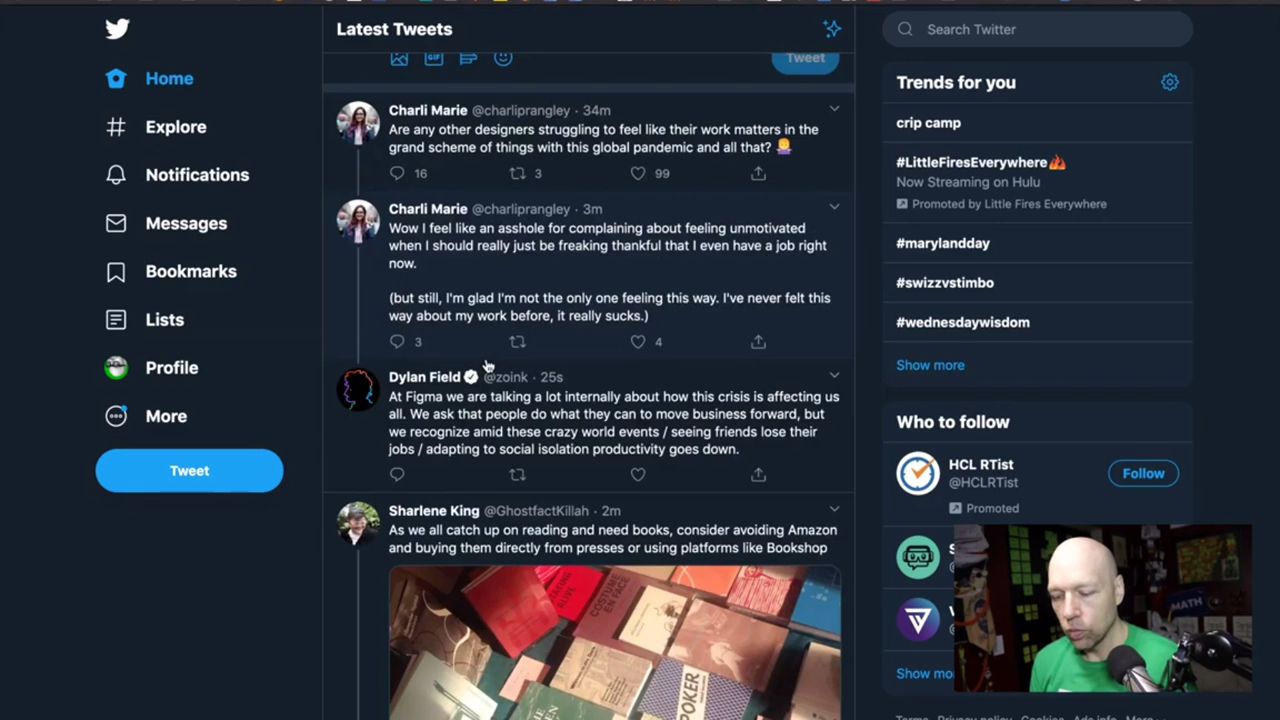 Latest Tweets
Search Twitter
Home
Explore
Notifications
Messages
Bookmarks
Lists
Profile
More
Tweet
GIF
Tweet
Charli Marie @charliprangley · 34m
Are any other designers struggling to feel like their work matters in the
grand scheme of things with this global pandemic and all that? 🤷‍♀️
16 3 99
Charli Marie @charliprangley · 3m
Wow I feel like an asshole for complaining about feeling unmotivated
when I should really just be freaking thankful that I even have a job right
now.
(but still, I'm glad I'm not the only one feeling this way. I've never felt this
way about my work before, it really sucks.)
3 4
Dylan Field @zoink · 25s
At Figma we are talking a lot internally about how this crisis is affecting us
all. We ask that people do what they can to move business forward, but
we recognize amid these crazy world events / seeing friends lose their
jobs / adapting to social isolation productivity goes down.
Sharlene King @GhostfactKillah · 2m
As we all catch up on reading and need books, consider avoiding Amazon
and buying them directly from presses or using platforms like Bookshop
COSTUME
EN FACE
POKER
Trends for you
crip camp
#LittleFiresEverywhere🔥
Now Streaming on Hulu
Promoted by Little Fires Everywhere
#marylandday
#swizzvstimbo
#wednesdaywisdom
Show more
Who to follow
HCL RTist
@HCLRTist
Follow
Promoted
Show mo
MATH